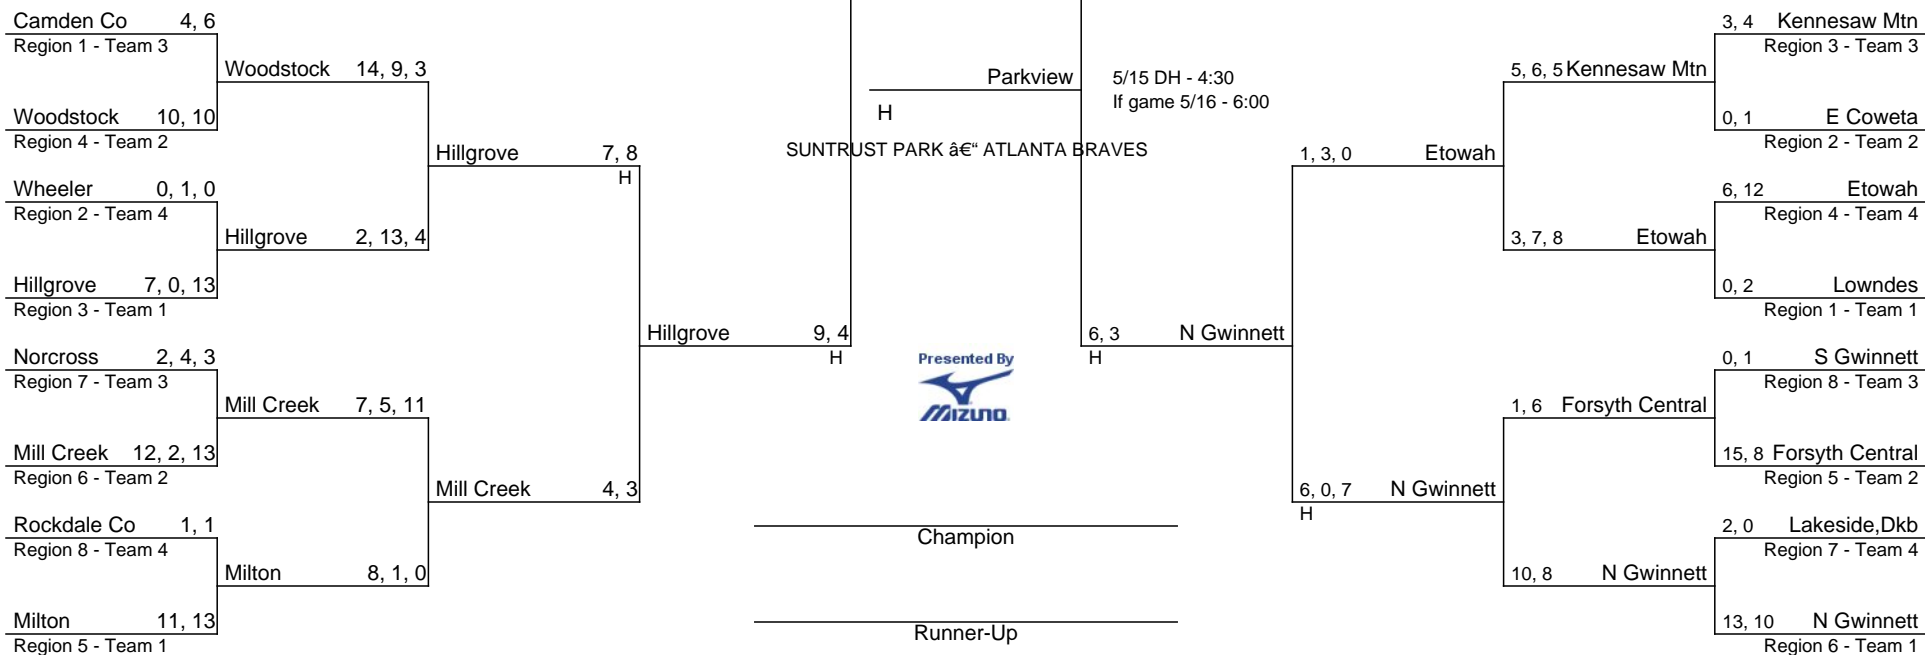 Camden Co 4, 6
Region 1 - Team 3
Woodstock 14, 9, 3
Woodstock 10, 10
Region 4 - Team 2
Hillgrove 7, 8
H
Wheeler 0, 1, 0
Region 2 - Team 4
Hillgrove 2, 13, 4
Hillgrove 7, 0, 13
Region 3 - Team 1
Hillgrove 9, 4
H
Norcross 2, 4, 3
Region 7 - Team 3
Mill Creek 7, 5, 11
Mill Creek 12, 2, 13
Region 6 - Team 2
Mill Creek 4, 3
Rockdale Co 1, 1
Region 8 - Team 4
Milton 8, 1, 0
Milton 11, 13
Region 5 - Team 1
Parkview
H
5/15 DH - 4:30
If game 5/16 - 6:00
SUNTRUST PARK â€“ ATLANTA BRAVES
Presented By
MIZUNO
Champion
Runner-Up
3, 4 Kennesaw Mtn
Region 3 - Team 3
5, 6, 5 Kennesaw Mtn
0, 1 E Coweta
Region 2 - Team 2
1, 3, 0 Etowah
6, 12 Etowah
Region 4 - Team 4
3, 7, 8 Etowah
0, 2 Lowndes
Region 1 - Team 1
6, 3 N Gwinnett
H
0, 1 S Gwinnett
Region 8 - Team 3
1, 6 Forsyth Central
15, 8 Forsyth Central
Region 5 - Team 2
6, 0, 7 N Gwinnett
H
2, 0 Lakeside,Dkb
Region 7 - Team 4
10, 8 N Gwinnett
13, 10 N Gwinnett
Region 6 - Team 1